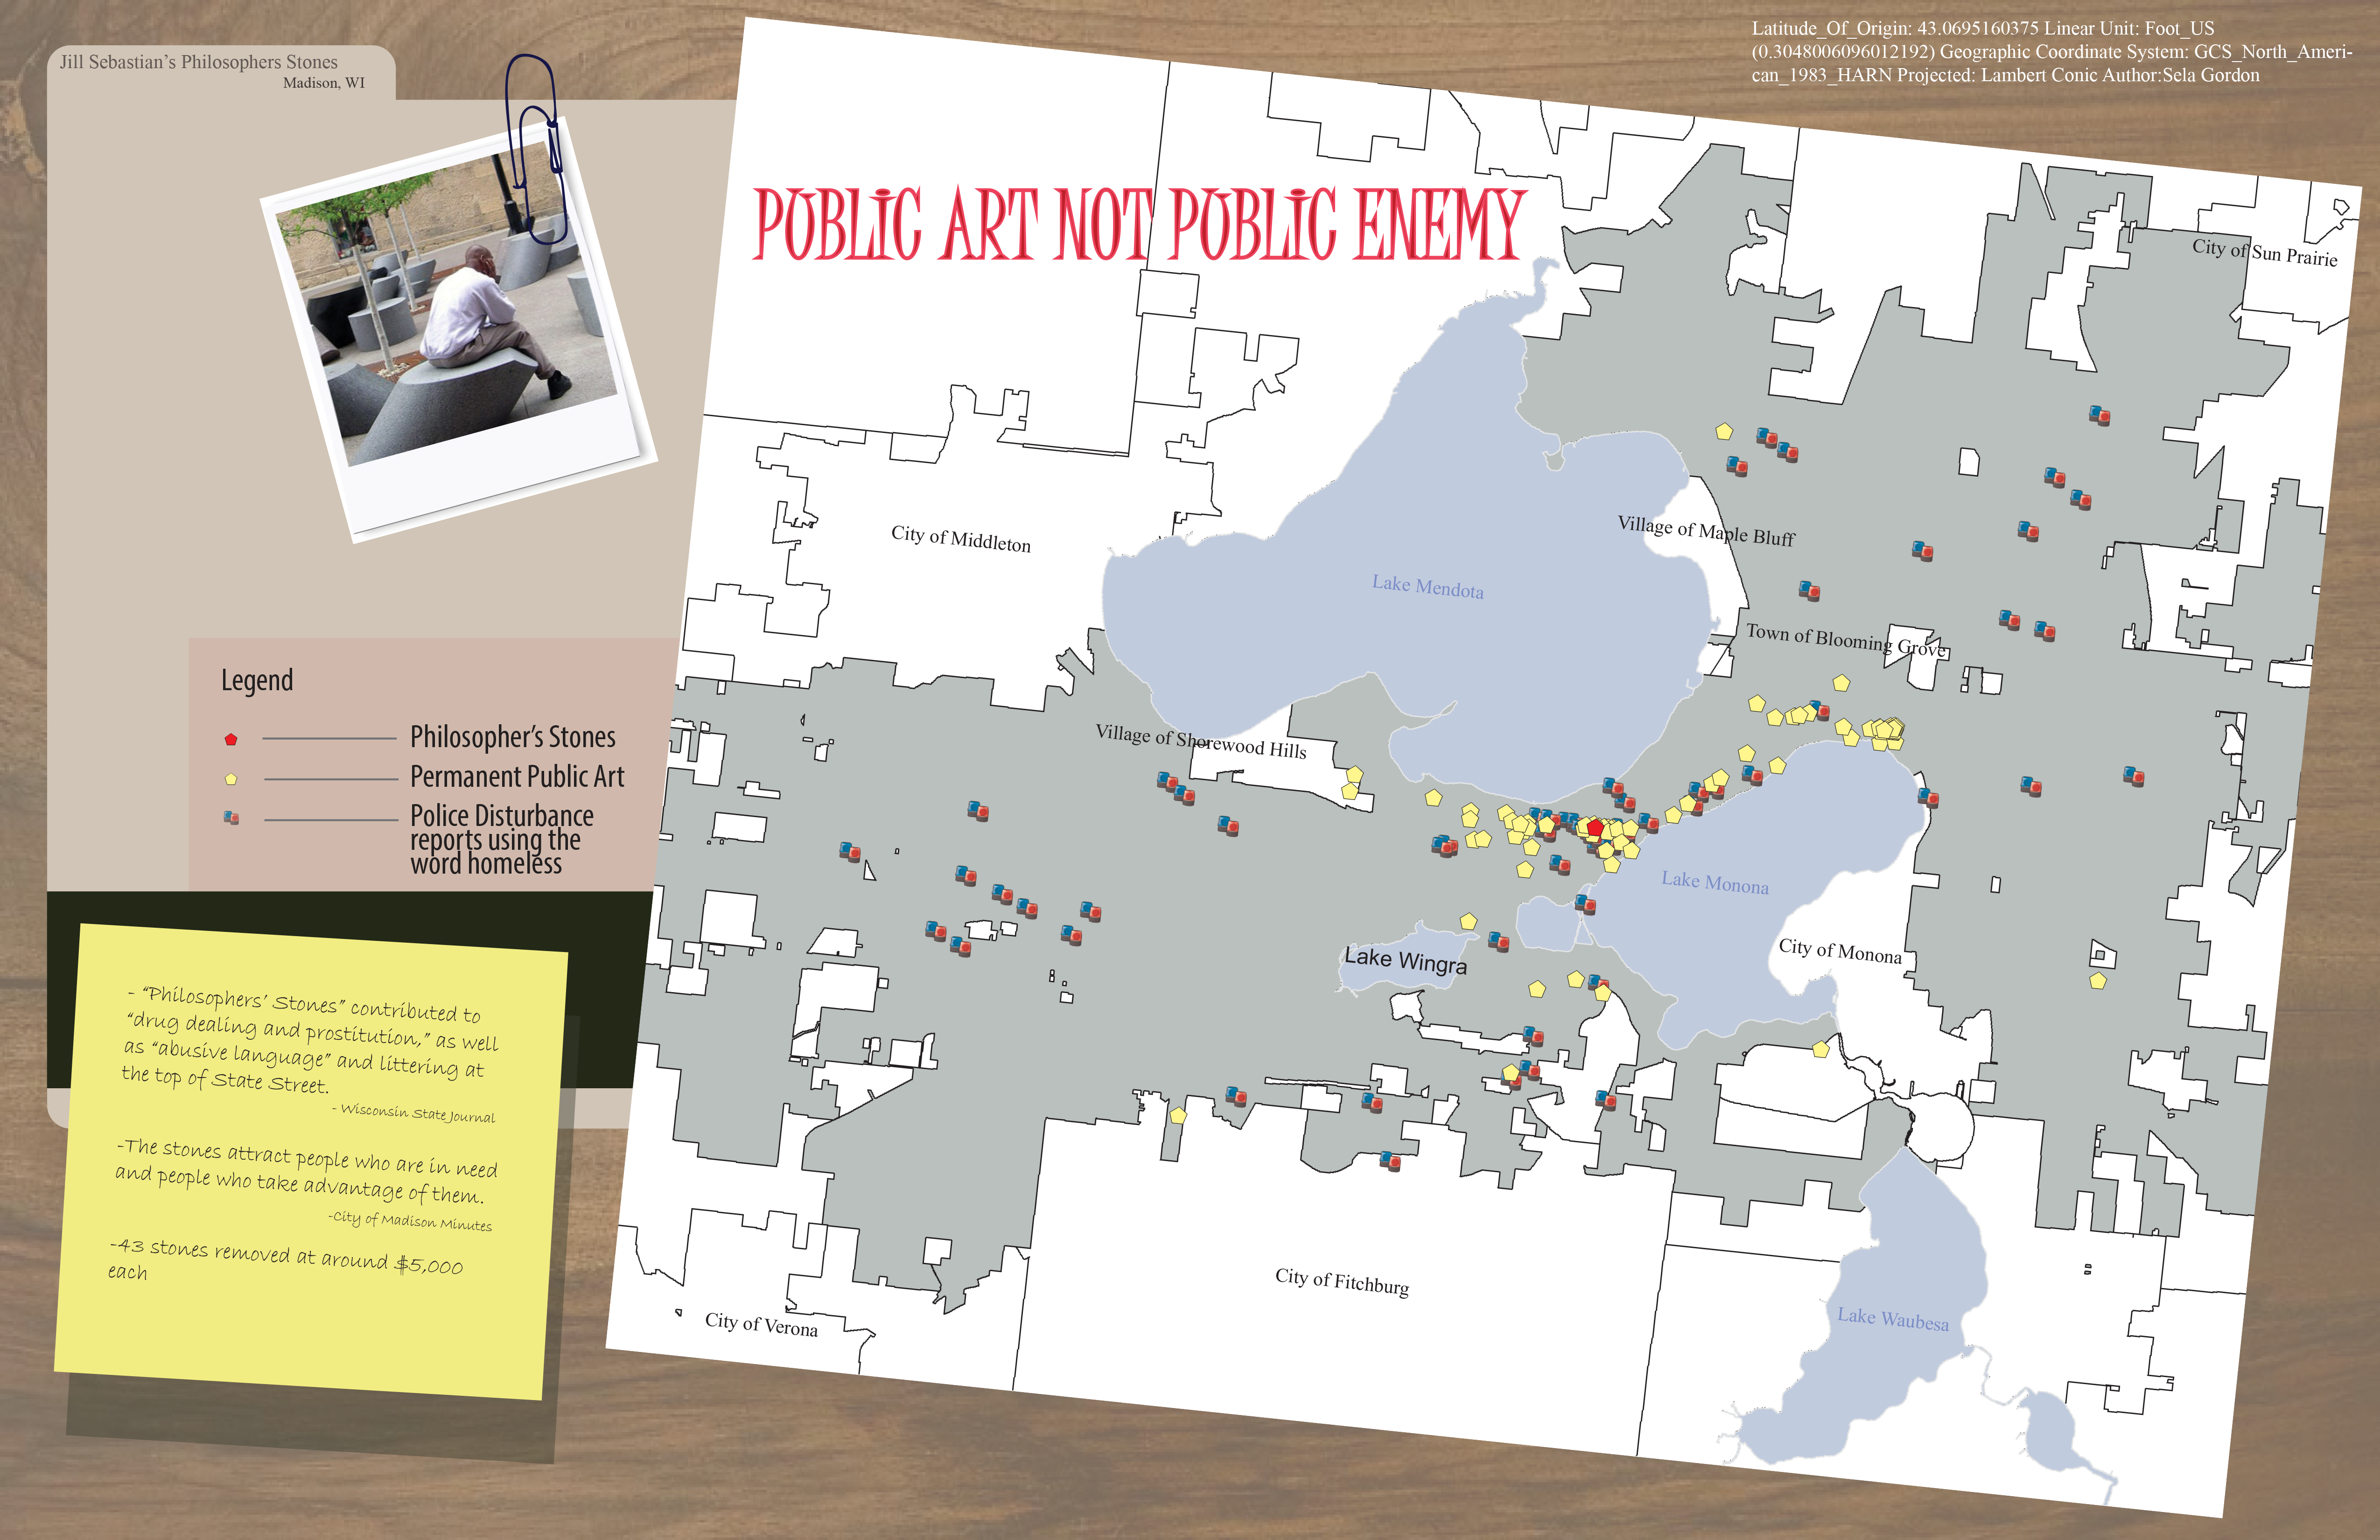 Jill Sebastian's Philosophers Stones
Madison, WI
Latitude_Of_Origin: 43.0695160375 Linear Unit: Foot_US
(0.3048006096012192) Geographic Coordinate System: GCS_North_Ameri-
can_1983_HARN Projected: Lambert Conic Author:Sela Gordon
PUBLIC ART NOT PUBLIC ENEMY
City of Sun Prairie
City of Middleton
Village of Maple Bluff
Lake Mendota
Town of Blooming Grove
Village of Shorewood Hills
Lake Monona
City of Monona
Lake Wingra
City of Fitchburg
City of Verona
Lake Waubesa
Legend
Philosopher's Stones
Permanent Public Art
Police Disturbance
reports using the
word homeless
- "Philosophers' Stones" contributed to
"drug dealing and prostitution," as well
as "abusive language" and littering at
the top of State Street.
- Wisconsin State Journal
-The stones attract people who are in need
and people who take advantage of them.
-City of Madison Minutes
-43 stones removed at around $5,000
each